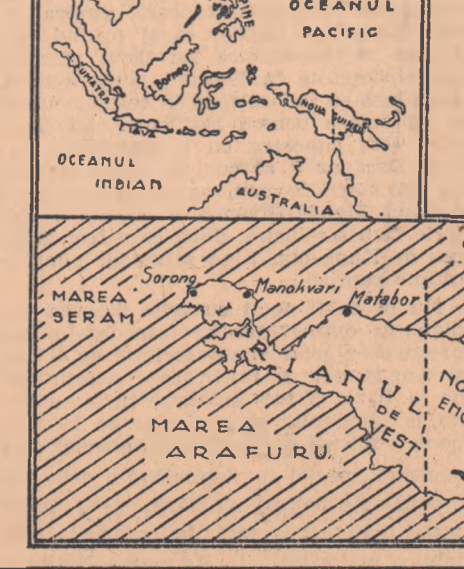 OCEANUL
PACIFIC
SUMATRA
BORNEO
IAVA
NOUA GUINEE
OCEANUL
INDIAN
AUSTRALIA
Sorong
Manokvari
Matabor
MAREA
SERAM
IRIANUL
DE
VEST
MAREA
ARAFURU